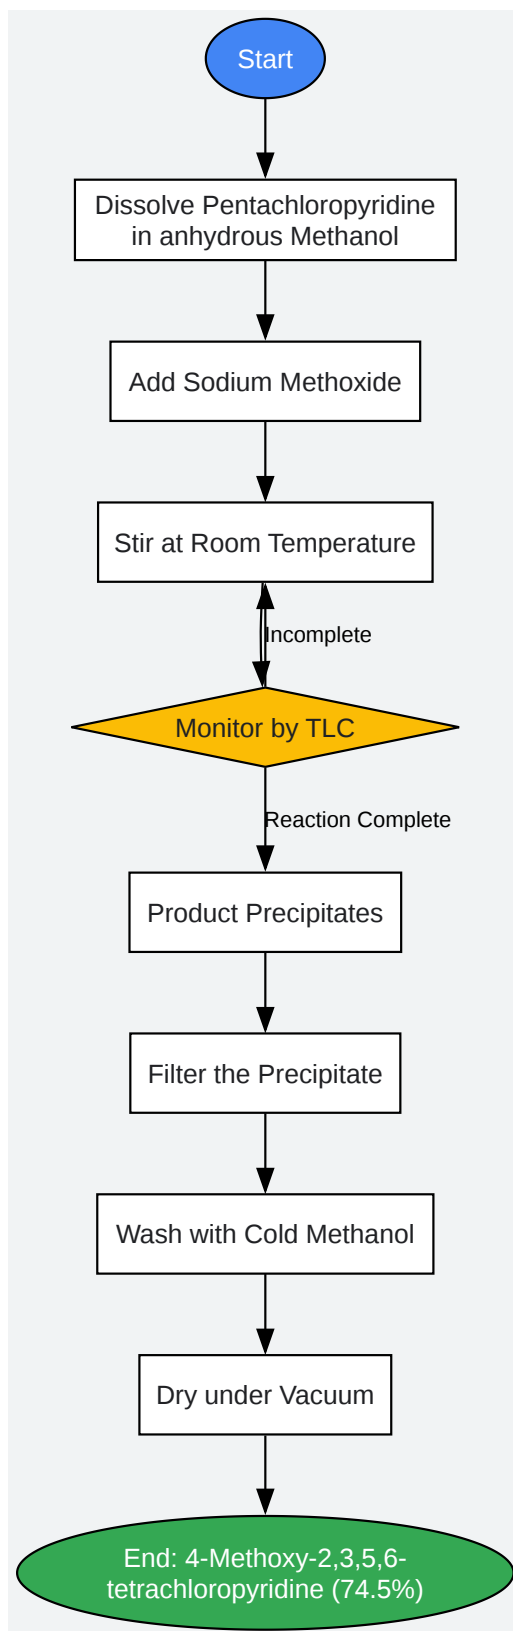 Start
Dissolve Pentachloropyridine
in anhydrous Methanol
Add Sodium Methoxide
Stir at Room Temperature
Incomplete
Monitor by TLC
Reaction Complete
Product Precipitates
Filter the Precipitate
Wash with Cold Methanol
Dry under Vacuum
End: 4-Methoxy-2,3,5,6-
tetrachloropyridine (74.5%)